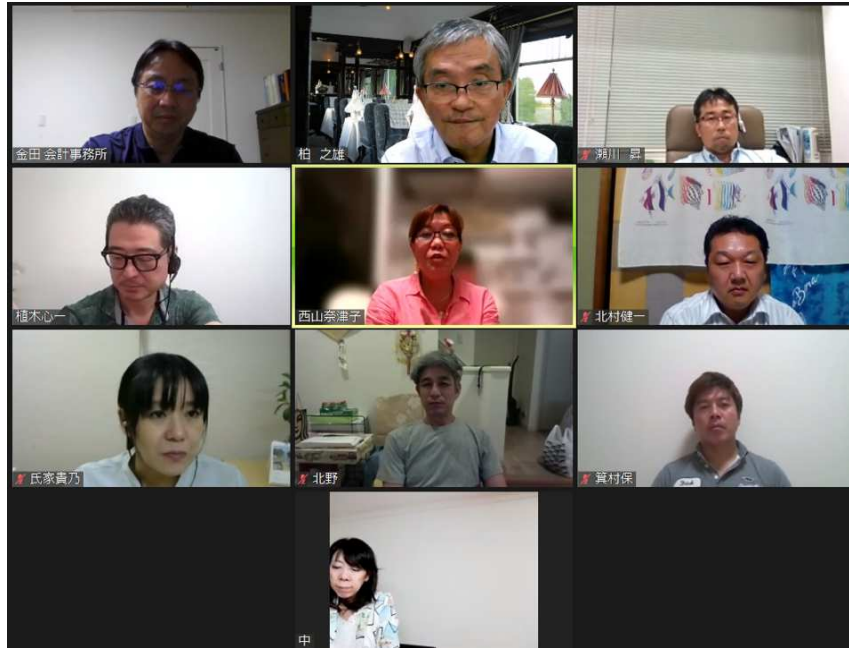 金田 会計事務所
柏 之雄
瀬川 昇
植木心一
西山奈津子
北村健一
氏家貴乃
北野
箕村保
中